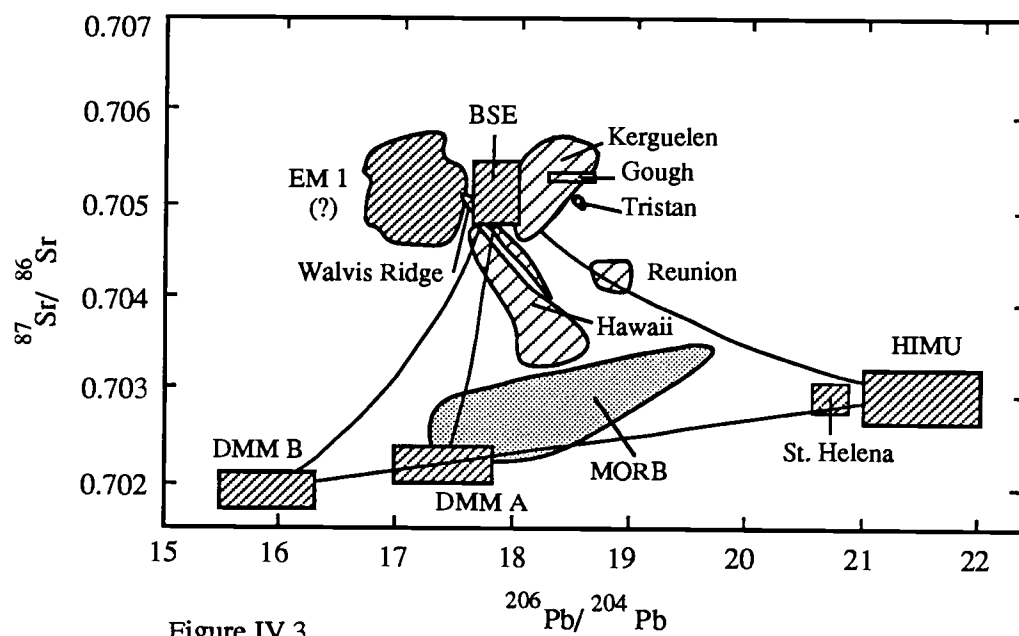 0.707
0.706
0.705
0.704
0.703
0.702
87Sr/ 86Sr
BSE
Kerguelen
Gough
Tristan
EM 1
(?)
Walvis Ridge
Reunion
Hawaii
HIMU
St. Helena
MORB
DMM B
DMM A
15 16 17 18 19 20 21 22
206Pb/ 204Pb
Figure IV.3